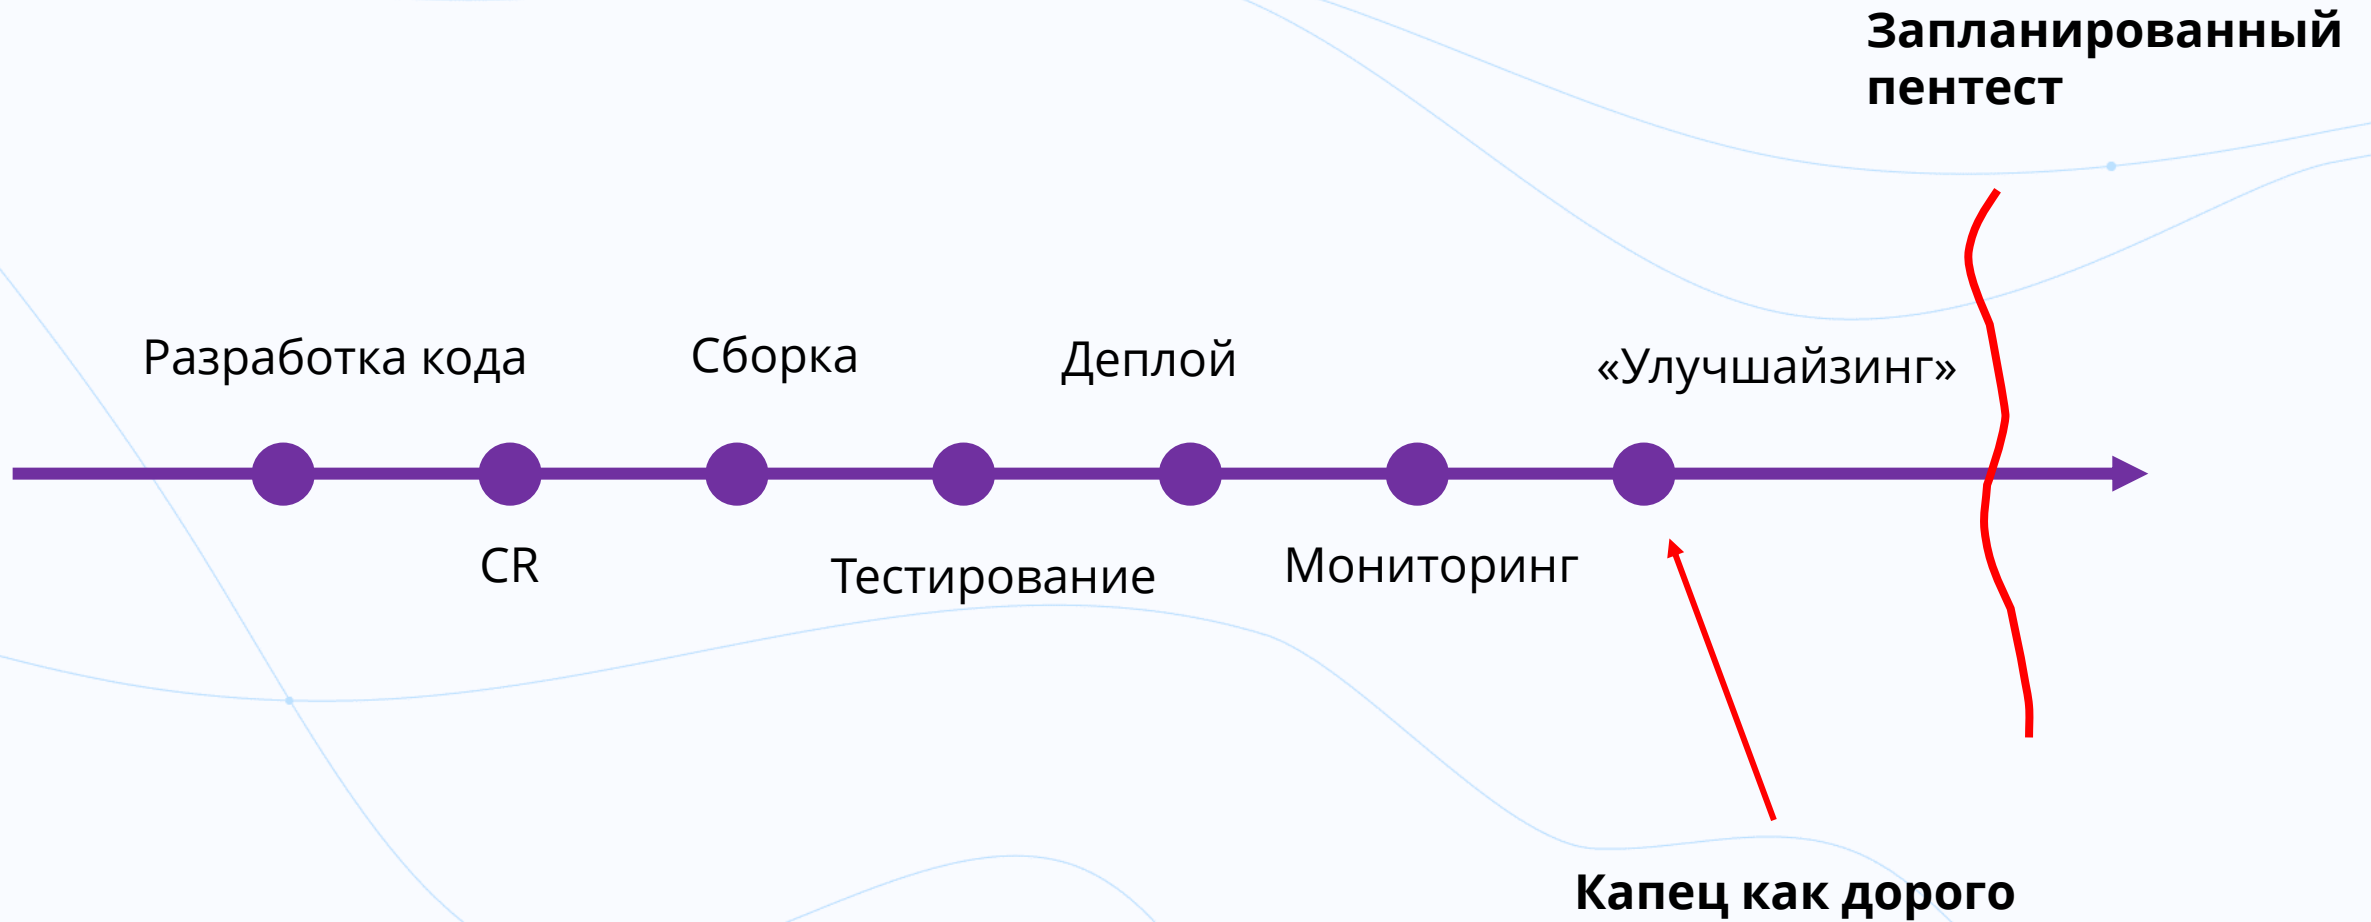 Запланированный
пентест
Разработка кода
Сборка
Деплой
«Улучшайзинг»
CR
Тестирование
Мониторинг
Капец как дорого